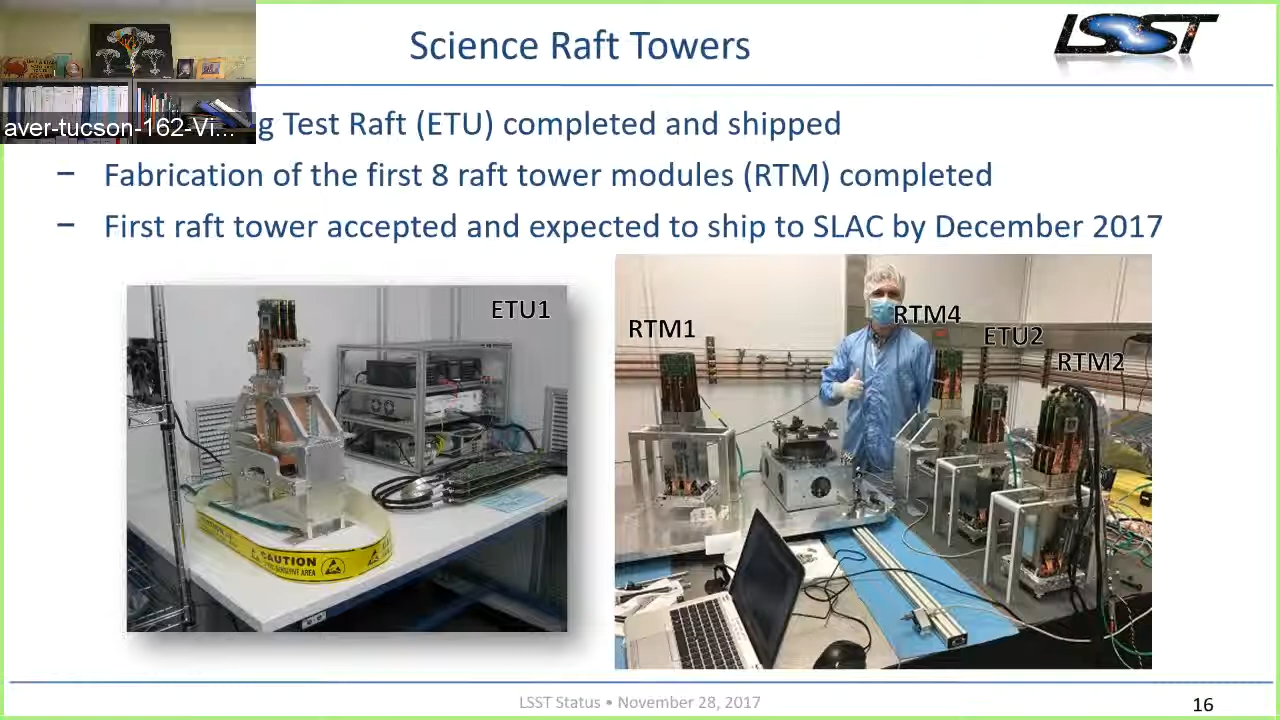 Science Raft Towers
LSST
aver-tucson-162-Vi...
g Test Raft (ETU) completed and shipped
– Fabrication of the first 8 raft tower modules (RTM) completed
– First raft tower accepted and expected to ship to SLAC by December 2017
ETU1
RTM1
RTM4
ETU2
RTM2
CAUTION
LSST Status • November 28, 2017
16